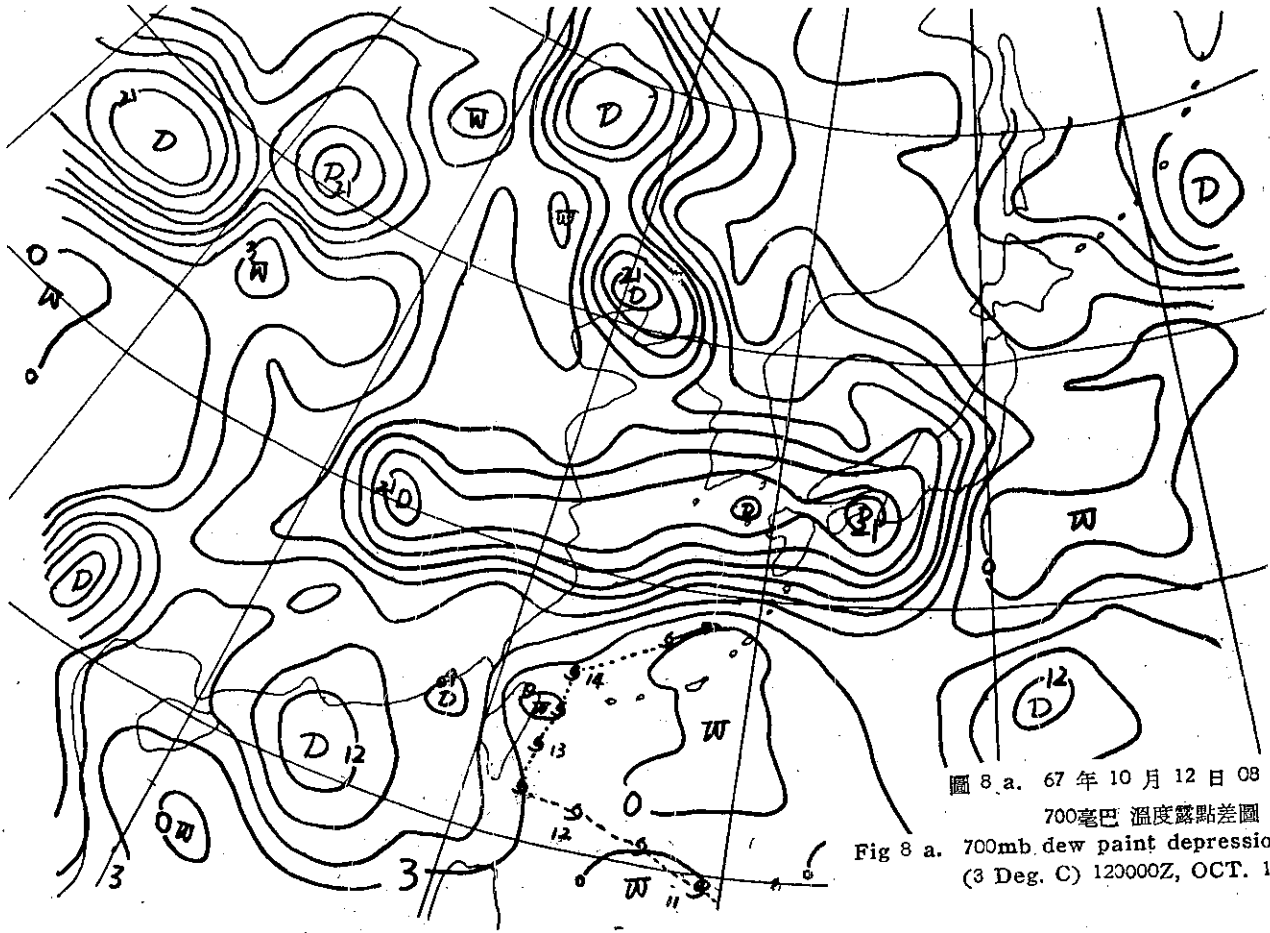 21
D
W
D
D
21
W
D
3
W
O
W
21
D
O
21
D
D
W
D
O
14
D
W
12
D
13
W
D
12
O
12
O W
3
3
O
W
11
O
圖 8 a. 67 年 10 月 12 日 08
700毫巴 溫度露點差圖
Fig 8 a. 700mb dew paint depressio
(3 Deg. C) 120000Z, OCT. 1